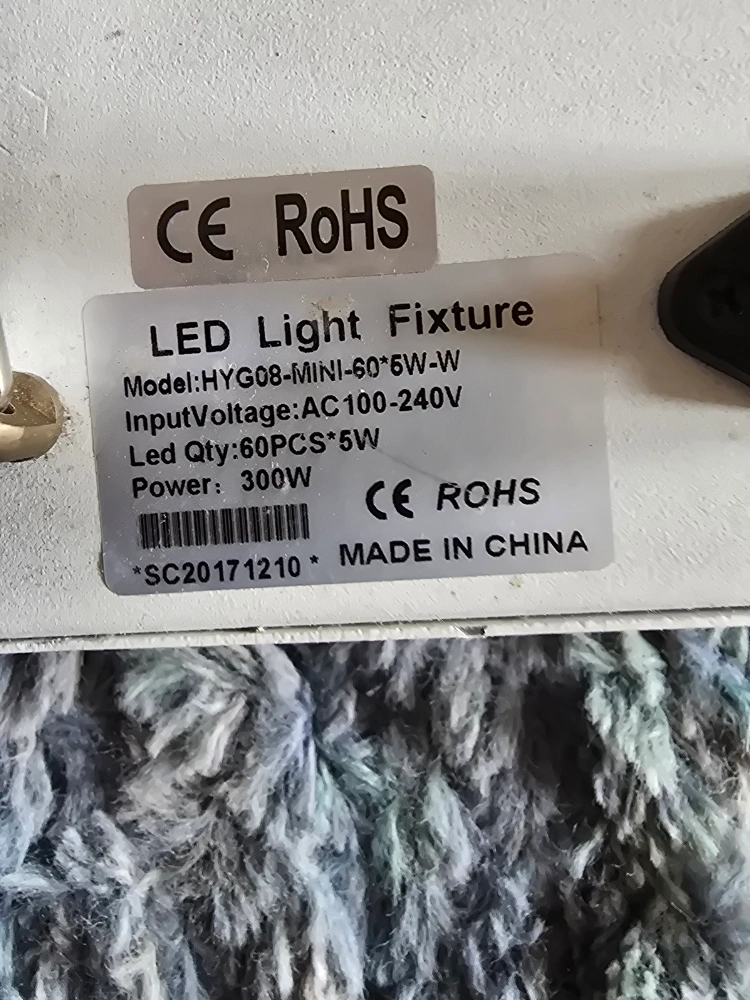 CE RoHS
LED Light Fixture
Model:HYG08-MINI-60*5W-W
InputVoltage:AC100-240V
Led Qty:60PCS*5W
Power: 300W
CE ROHS
*SC20171210* MADE IN CHINA